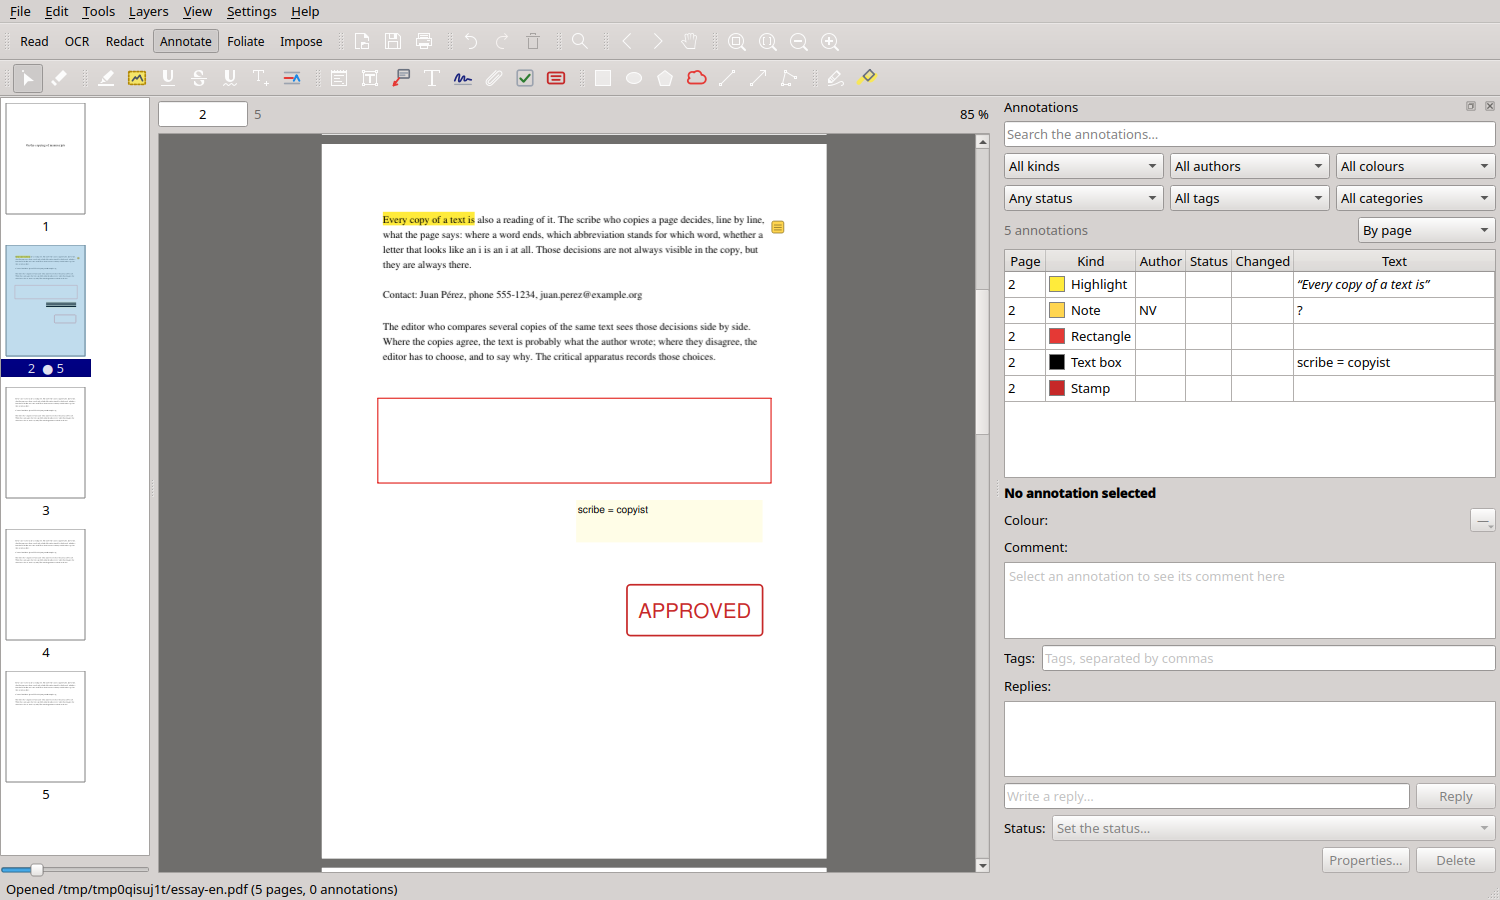 File Edit Tools Layers View Settings Help
Read OCR Redact Annotate Foliate Impose
2 5 85 %
1
2 5
3
4
5
Every copy of a text is also a reading of it. The scribe who copies a page decides, line by line,
what the page says: where a word ends, which abbreviation stands for which word, whether a
letter that looks like an i is an i at all. Those decisions are not always visible in the copy, but
they are always there.
Contact: Juan Pérez, phone 555-1234, juan.perez@example.org
The editor who compares several copies of the same text sees those decisions side by side.
Where the copies agree, the text is probably what the author wrote; where they disagree, the
editor has to choose, and to say why. The critical apparatus records those choices.
scribe = copyist
APPROVED
Annotations
Search the annotations...
All kinds All authors All colours
Any status All tags All categories
5 annotations By page
Page Kind Author Status Changed Text
2 Highlight “Every copy of a text is”
2 Note NV ?
2 Rectangle
2 Text box scribe = copyist
2 Stamp
No annotation selected
Colour: —
Comment:
Select an annotation to see its comment here
Tags: Tags, separated by commas
Replies:
Write a reply... Reply
Status: Set the status...
Properties... Delete
Opened /tmp/tmp0qisuj1t/essay-en.pdf (5 pages, 0 annotations)